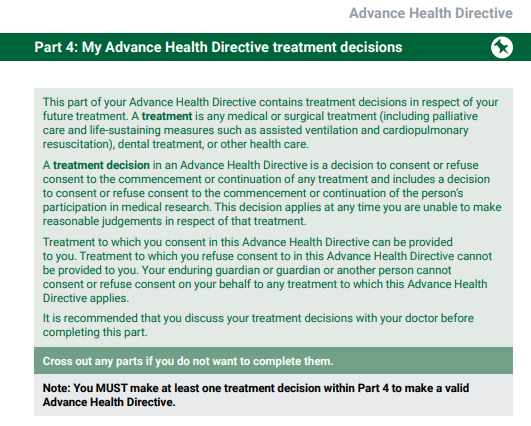 Advance Health Directive
Part 4: My Advance Health Directive treatment decisions
This part of your Advance Health Directive contains treatment decisions in respect of your
future treatment. A treatment is any medical or surgical treatment (including palliative
care and life-sustaining measures such as assisted ventilation and cardiopulmonary
resuscitation), dental treatment, or other health care.
A treatment decision in an Advance Health Directive is a decision to consent or refuse
consent to the commencement or continuation of any treatment and includes a decision
to consent or refuse consent to the commencement or continuation of the person's
participation in medical research. This decision applies at any time you are unable to make
reasonable judgements in respect of that treatment.
Treatment to which you consent in this Advance Health Directive can be provided
to you. Treatment to which you refuse consent to in this Advance Health Directive cannot
be provided to you. Your enduring guardian or guardian or another person cannot
consent or refuse consent on your behalf to any treatment to which this Advance Health
Directive applies.
It is recommended that you discuss your treatment decisions with your doctor before
completing this part.
Cross out any parts if you do not want to complete them.
Note: You MUST make at least one treatment decision within Part 4 to make a valid
Advance Health Directive.